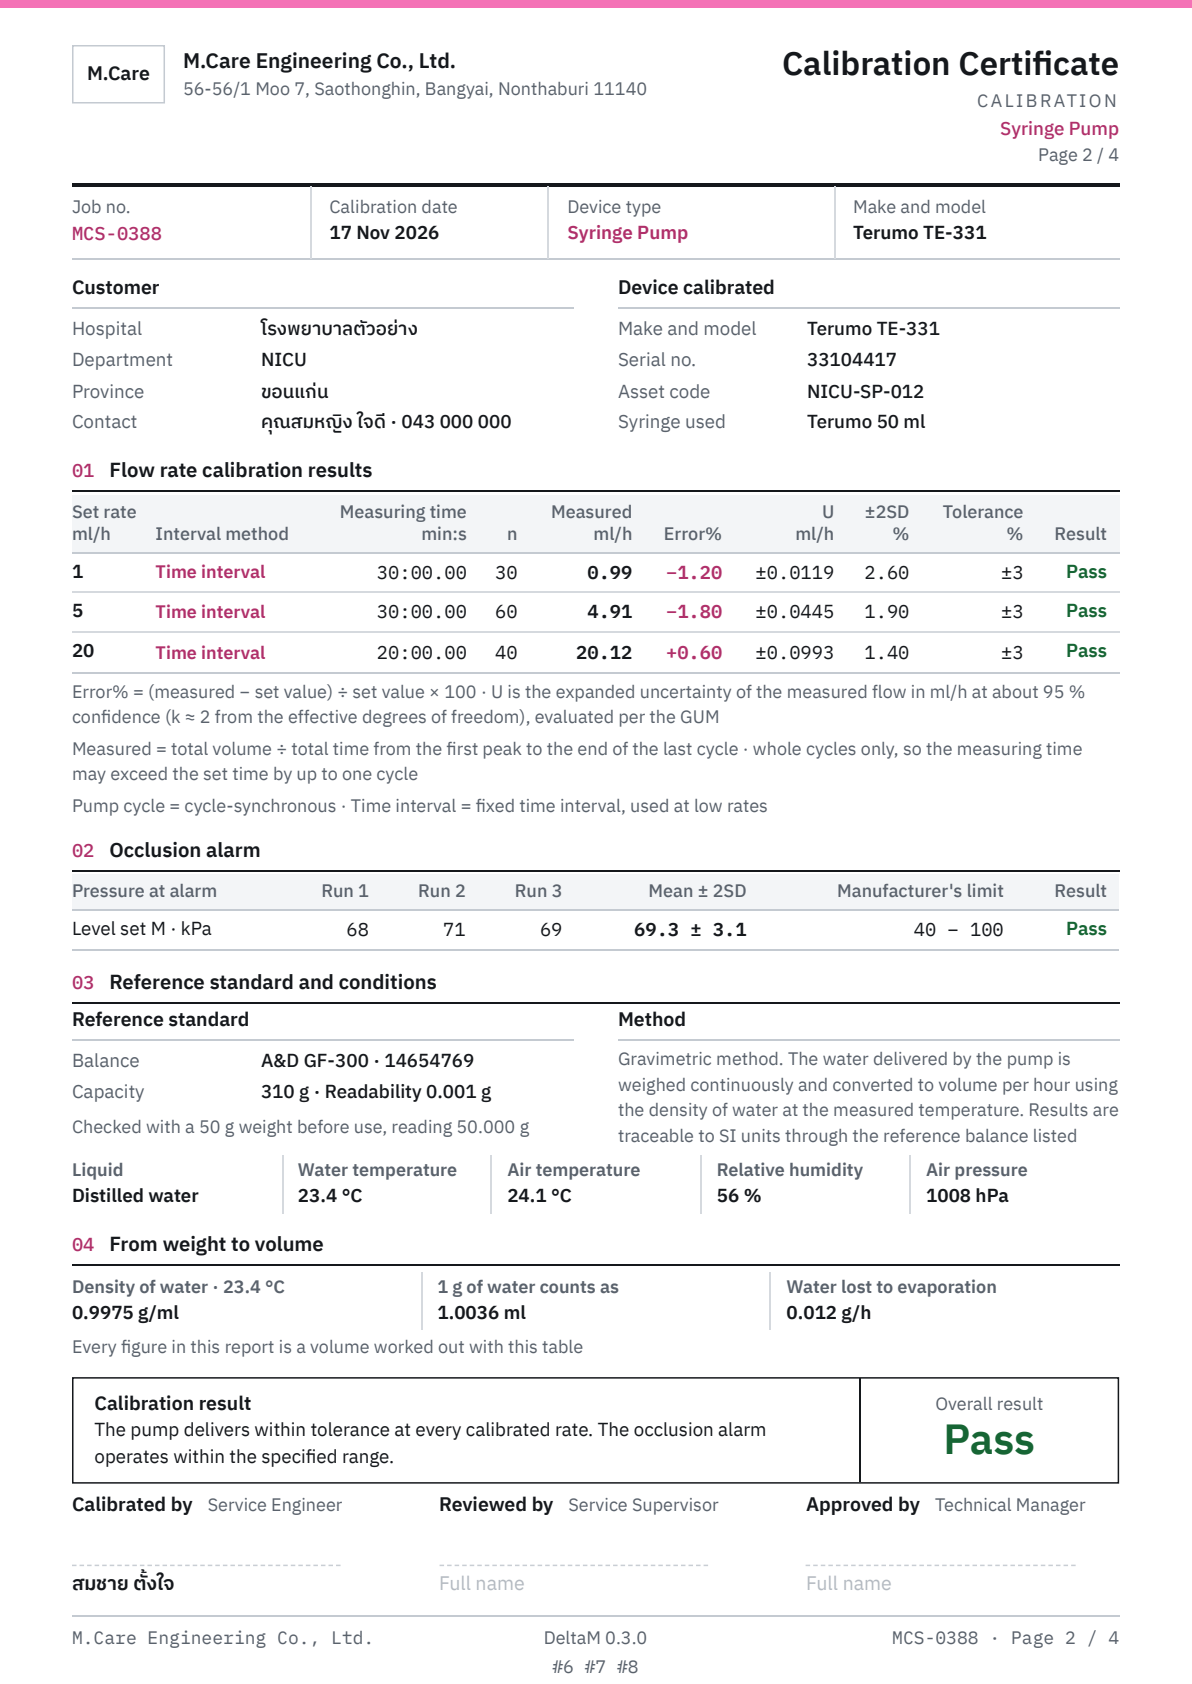 M.Care
M.Care Engineering Co., Ltd.
56-56/1 Moo 7, Saothonghin, Bangyai, Nonthaburi 11140
Calibration Certificate
CALIBRATION
Syringe Pump
Page 2 / 4
Job no. Calibration date Device type Make and model
MCS-0388 17 Nov 2026 Syringe Pump Terumo TE-331
Customer Device calibrated
Hospital โรงพยาบาลตัวอย่าง Make and model Terumo TE-331
Department NICU Serial no. 33104417
Province ขอนแก่น Asset code NICU-SP-012
Contact คุณสมหญิง ใจดี · 043 000 000 Syringe used Terumo 50 ml
01 Flow rate calibration results
Set rate Measuring time Measured U ±2SD Tolerance
ml/h Interval method min:s n ml/h Error% ml/h % % Result
1 Time interval 30:00.00 30 0.99 −1.20 ±0.0119 2.60 ±3 Pass
5 Time interval 30:00.00 60 4.91 −1.80 ±0.0445 1.90 ±3 Pass
20 Time interval 20:00.00 40 20.12 +0.60 ±0.0993 1.40 ±3 Pass
Error% = (measured − set value) ÷ set value × 100 · U is the expanded uncertainty of the measured flow in ml/h at about 95 %
confidence (k ≈ 2 from the effective degrees of freedom), evaluated per the GUM
Measured = total volume ÷ total time from the first peak to the end of the last cycle · whole cycles only, so the measuring time
may exceed the set time by up to one cycle
Pump cycle = cycle-synchronous · Time interval = fixed time interval, used at low rates
02 Occlusion alarm
Pressure at alarm Run 1 Run 2 Run 3 Mean ± 2SD Manufacturer's limit Result
Level set M · kPa 68 71 69 69.3 ± 3.1 40 – 100 Pass
03 Reference standard and conditions
Reference standard Method
Balance A&D GF-300 · 14654769
Capacity 310 g · Readability 0.001 g
Checked with a 50 g weight before use, reading 50.000 g
Gravimetric method. The water delivered by the pump is
weighed continuously and converted to volume per hour using
the density of water at the measured temperature. Results are
traceable to SI units through the reference balance listed
Liquid Water temperature Air temperature Relative humidity Air pressure
Distilled water 23.4 °C 24.1 °C 56 % 1008 hPa
04 From weight to volume
Density of water · 23.4 °C 1 g of water counts as Water lost to evaporation
0.9975 g/ml 1.0036 ml 0.012 g/h
Every figure in this report is a volume worked out with this table
Calibration result
The pump delivers within tolerance at every calibrated rate. The occlusion alarm
operates within the specified range.
Overall result
Pass
Calibrated by Service Engineer Reviewed by Service Supervisor Approved by Technical Manager
สมชาย ตั้งใจ Full name Full name
M.Care Engineering Co., Ltd. DeltaM 0.3.0 MCS-0388 · Page 2 / 4
#6 #7 #8